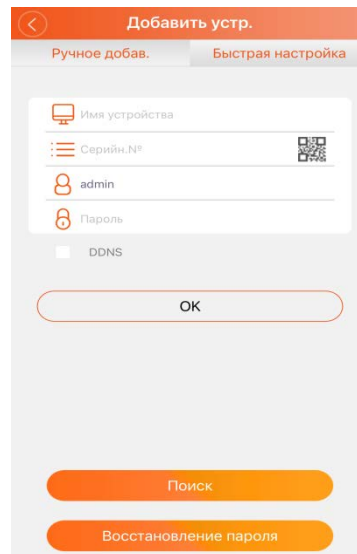 Добавить устр.
Ручное добав. Быстрая настройка
Имя устройства
Серийн.№
admin
Пароль
DDNS
OK
Поиск
Восстановление пароля